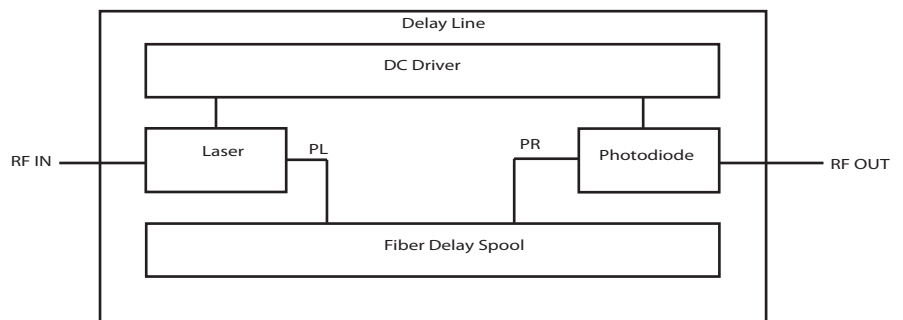 Delay Line
DC Driver
Laser
PL
PR
Photodiode
RF IN
RF OUT
Fiber Delay Spool